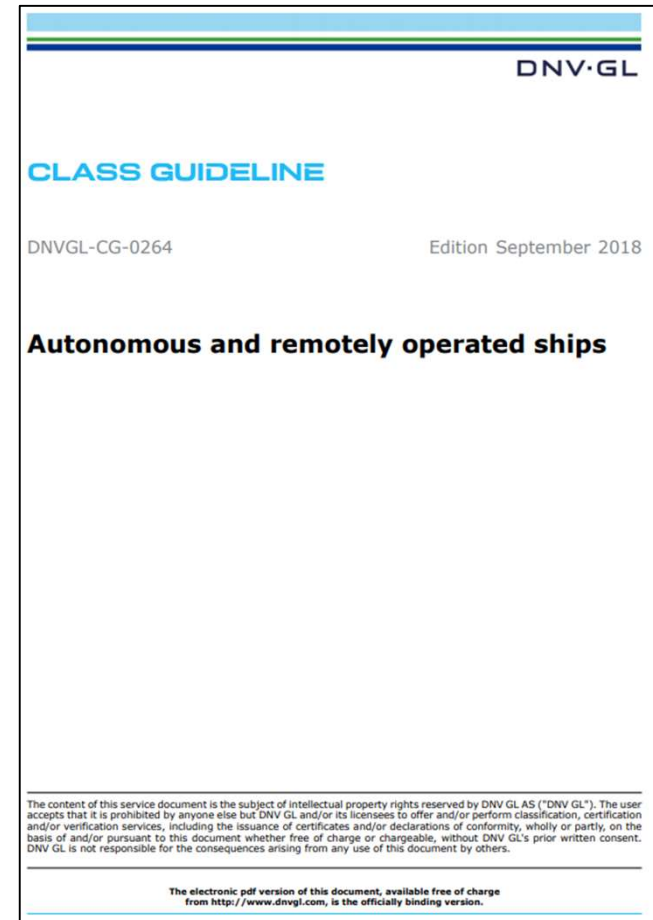 DNV·GL
CLASS GUIDELINE
DNVGL-CG-0264 Edition September 2018
Autonomous and remotely operated ships
The content of this service document is the subject of intellectual property rights reserved by DNV GL AS ("DNV GL"). The user
accepts that it is prohibited by anyone else but DNV GL and/or its licensees to offer and/or perform classification, certification
and/or verification services, including the issuance of certificates and/or declarations of conformity, wholly or partly, on the
basis of and/or pursuant to this document whether free of charge or chargeable, without DNV GL's prior written consent.
DNV GL is not responsible for the consequences arising from any use of this document by others.
The electronic pdf version of this document, available free of charge
from http://www.dnvgl.com, is the officially binding version.